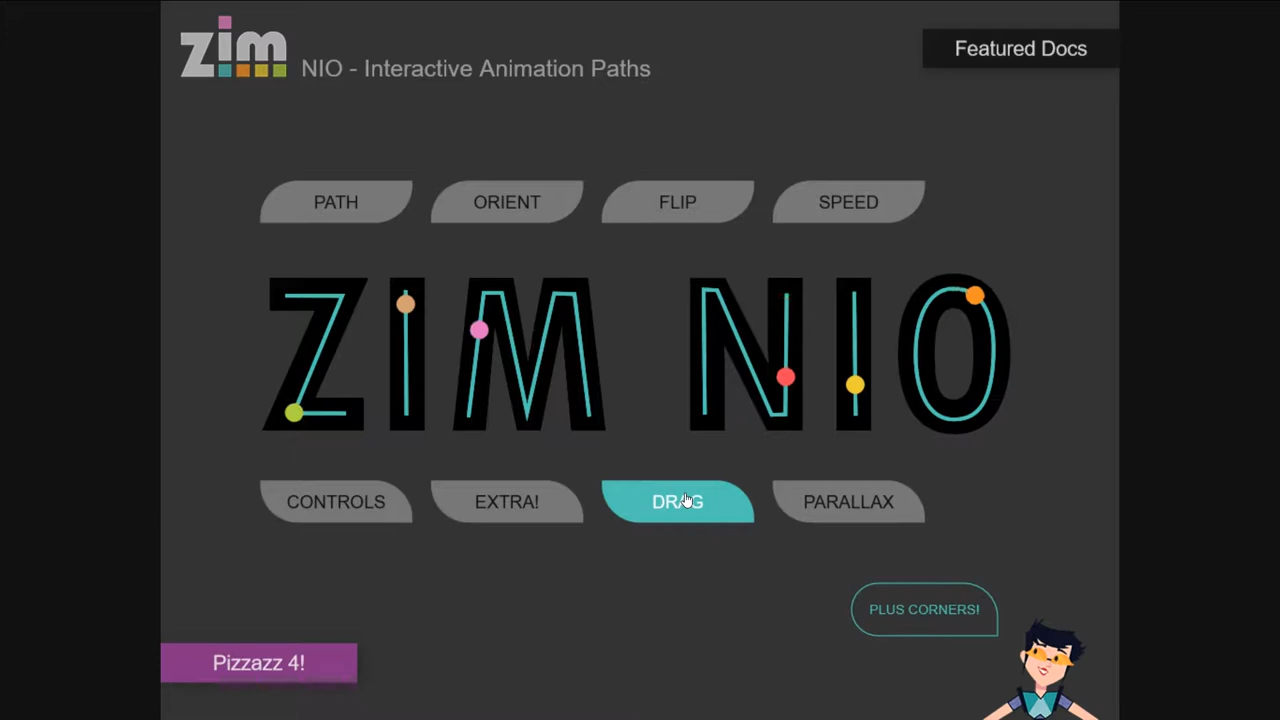 zim NIO - Interactive Animation Paths
Featured Docs
PATH ORIENT FLIP SPEED
ZIM NIO
CONTROLS EXTRA! DRAG PARALLAX
PLUS CORNERS!
Pizzazz 4!